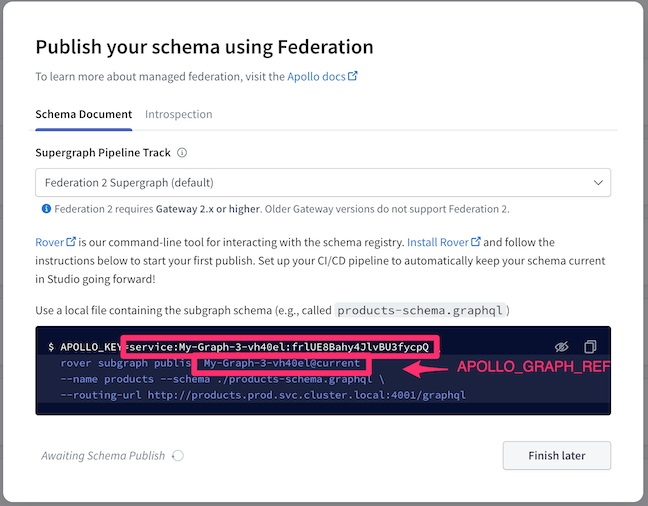 Publish your schema using Federation
To learn more about managed federation, visit the Apollo docs
Schema Document Introspection
Supergraph Pipeline Track
Federation 2 Supergraph (default)
Federation 2 requires Gateway 2.x or higher. Older Gateway versions do not support Federation 2.
Rover is our command-line tool for interacting with the schema registry. Install Rover and follow the
instructions below to start your first publish. Set up your CI/CD pipeline to automatically keep your schema current
in Studio going forward!
Use a local file containing the subgraph schema (e.g., called products-schema.graphql)
$ APOLLO_KEY=service:My-Graph-3-vh40el:frlUE8Bahy4JlvBU3fycpQ
rover subgraph publis My-Graph-3-vh40el@current
APOLLO_GRAPH_REF
--name products --schema ./products-schema.graphql \
--routing-url http://products.prod.svc.cluster.local:4001/graphql
Awaiting Schema Publish
Finish later